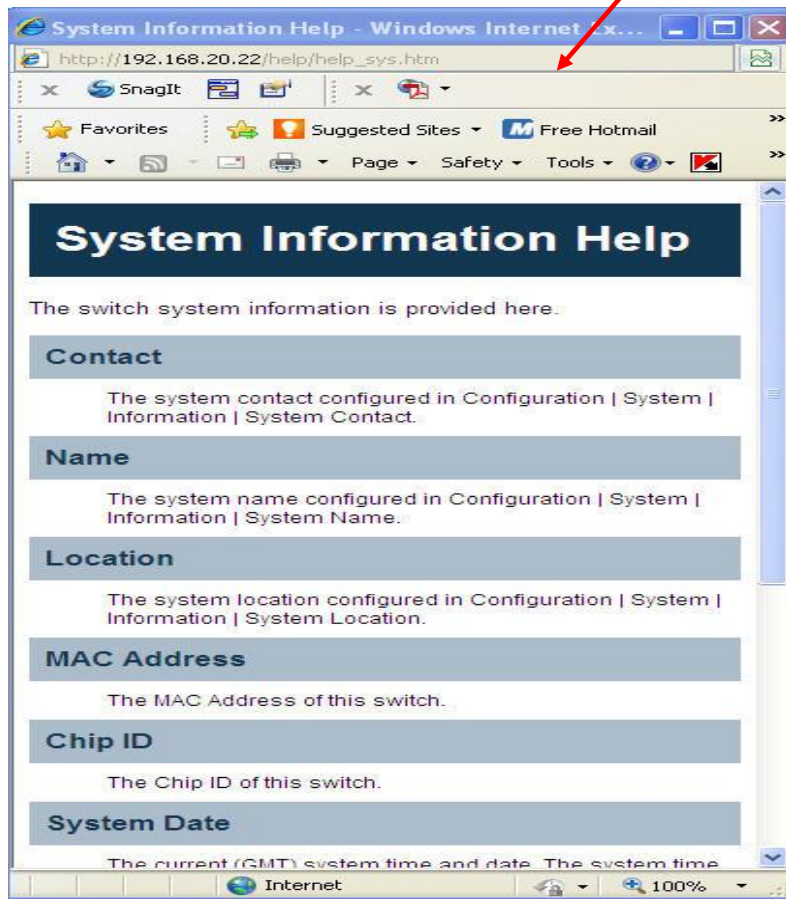 System Information Help - Windows Internet Ex...
http://192.168.20.22/help/help_sys.htm
SnagIt
Favorites Suggested Sites Free Hotmail
Page Safety Tools
System Information Help
The switch system information is provided here.
Contact
The system contact configured in Configuration | System |
Information | System Contact.
Name
The system name configured in Configuration | System |
Information | System Name.
Location
The system location configured in Configuration | System |
Information | System Location.
MAC Address
The MAC Address of this switch.
Chip ID
The Chip ID of this switch.
System Date
The current (GMT) system time and date. The system time
Internet 100%